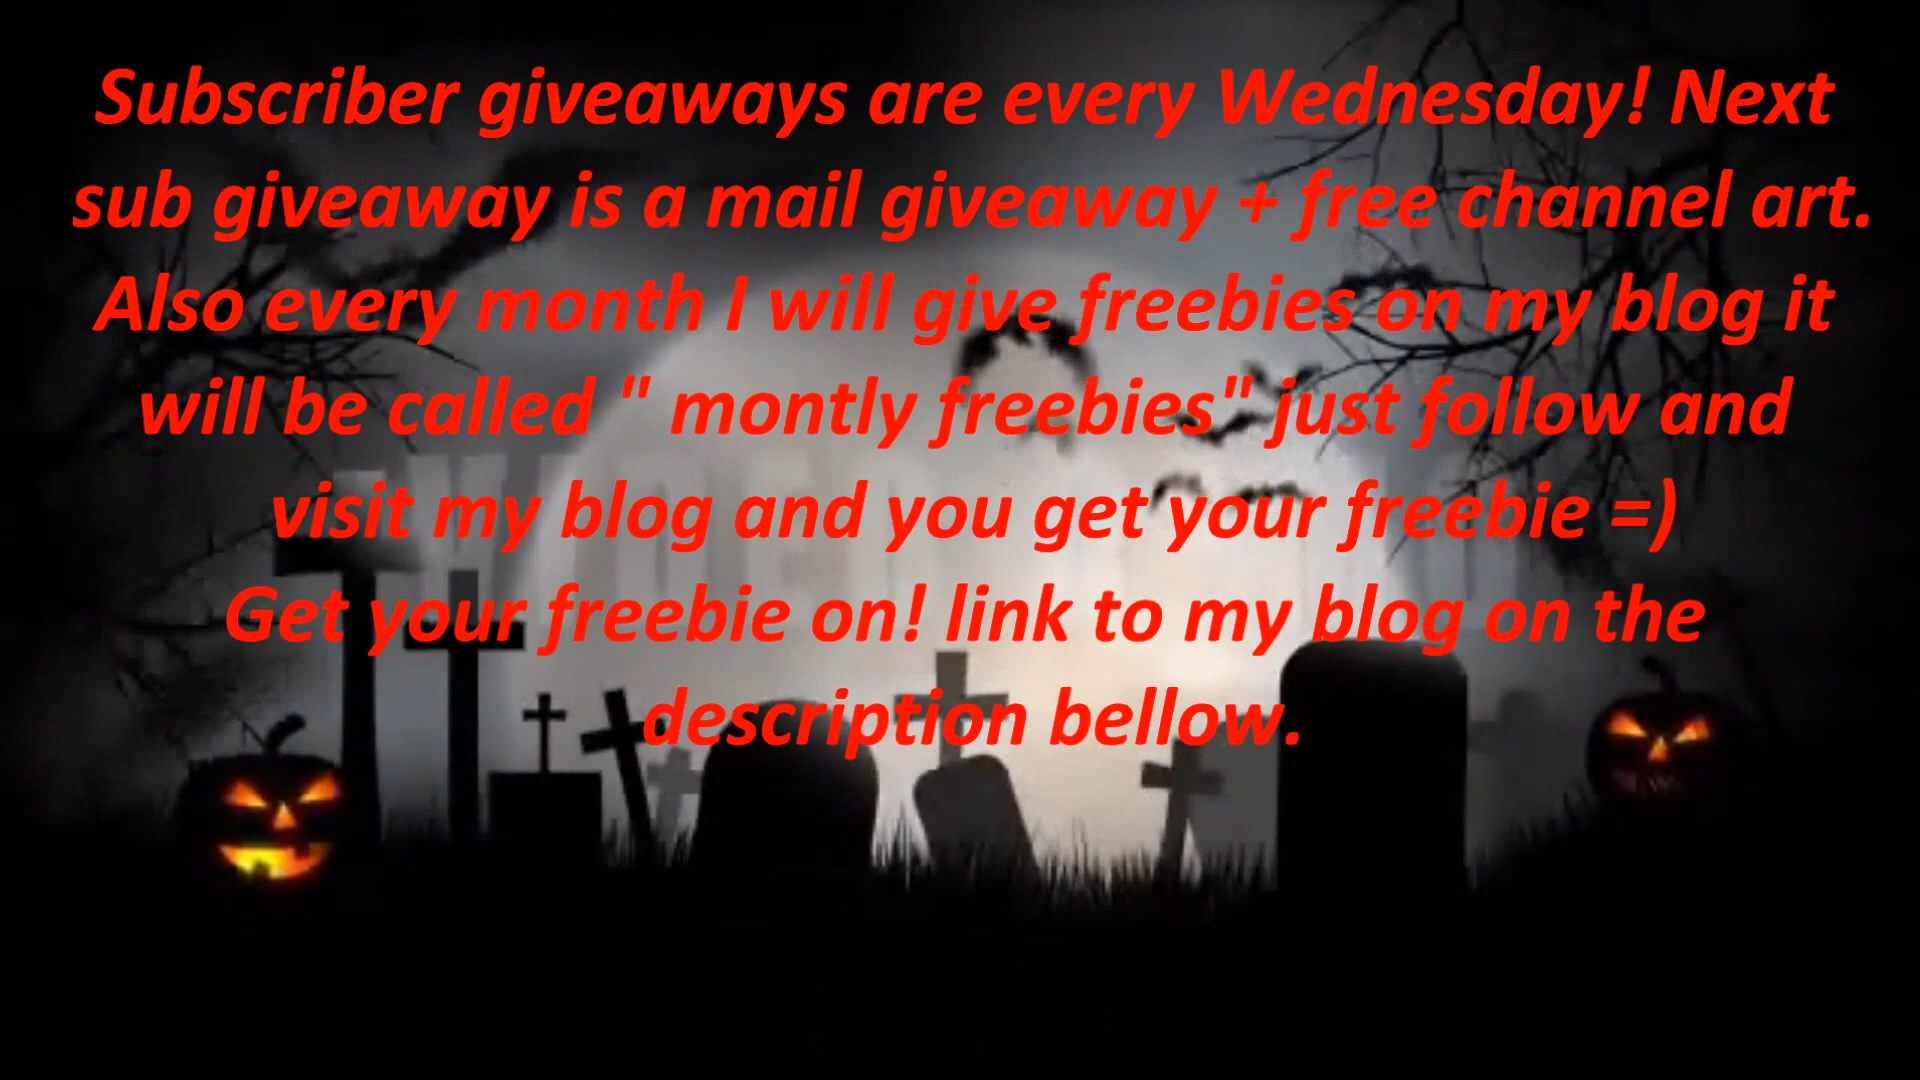 Subscriber giveaways are every Wednesday! Next
sub giveaway is a mail giveaway + free channel art.
Also every month I will give freebies on my blog it
will be called " montly freebies" just follow and
visit my blog and you get your freebie =)
Get your freebie on! link to my blog on the
description bellow.